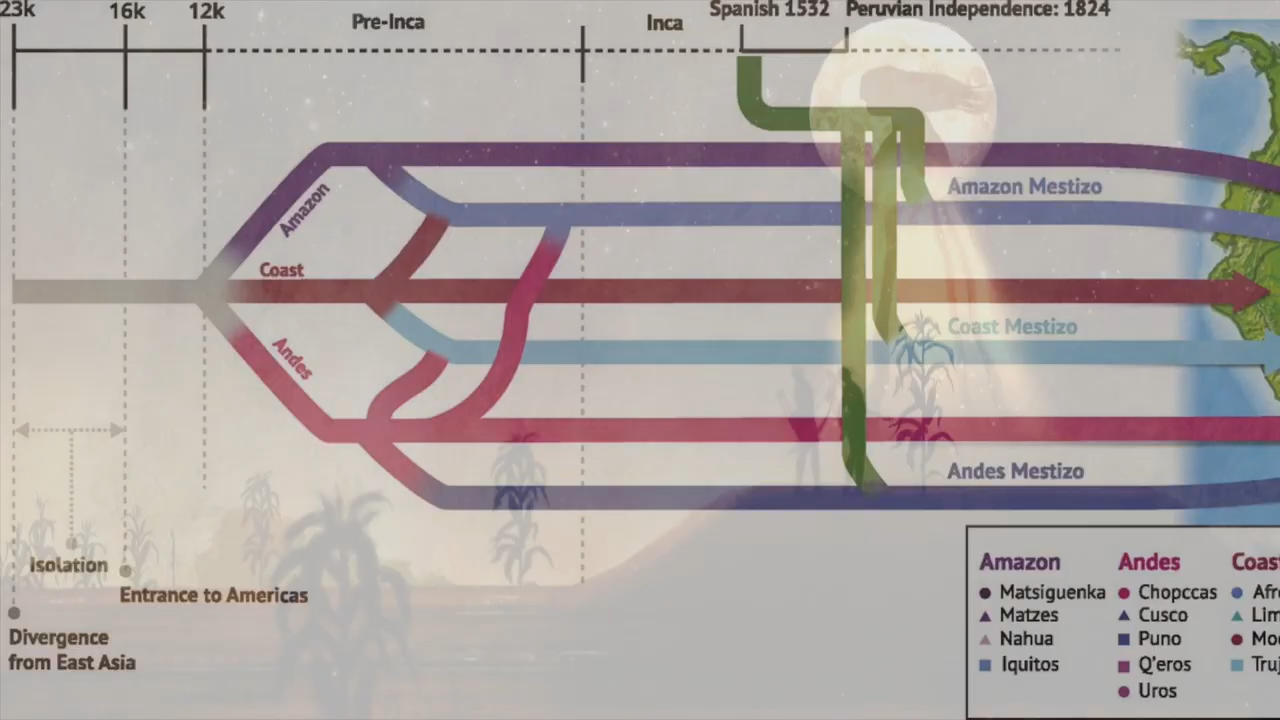 23k
16k
12k
Pre-Inca
Inca
Spanish 1532
Peruvian Independence: 1824
Amazon
Amazon Mestizo
Coast
Coast Mestizo
Andes
Andes Mestizo
Isolation
Entrance to Americas
Divergence
from East Asia
Amazon
Matsiguenka
Matzes
Nahua
Iquitos
Andes
Chopccas
Cusco
Puno
Q'eros
Uros